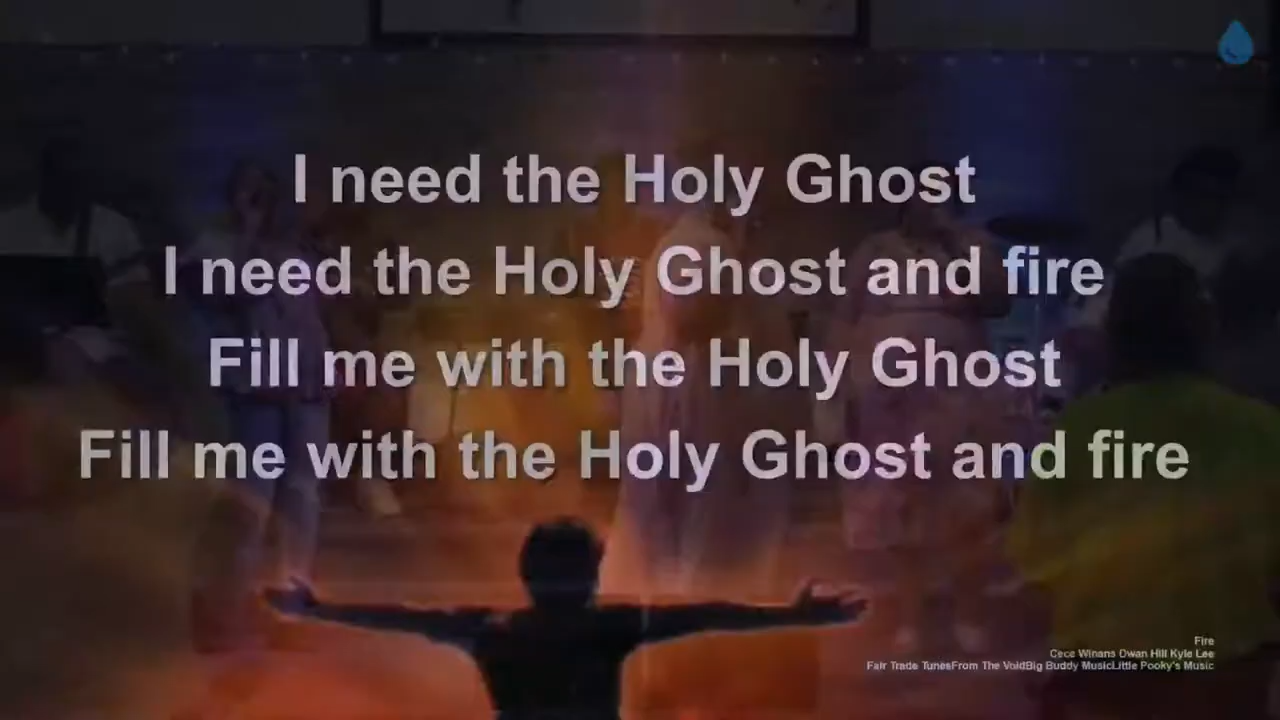 I need the Holy Ghost
I need the Holy Ghost and fire
Fill me with the Holy Ghost
Fill me with the Holy Ghost and fire
Fire
Cece Winans Dwan Hill Kyle Lee
Fair Trade TunesFrom The VoidBig Buddy MusicLittle Pooky's Music